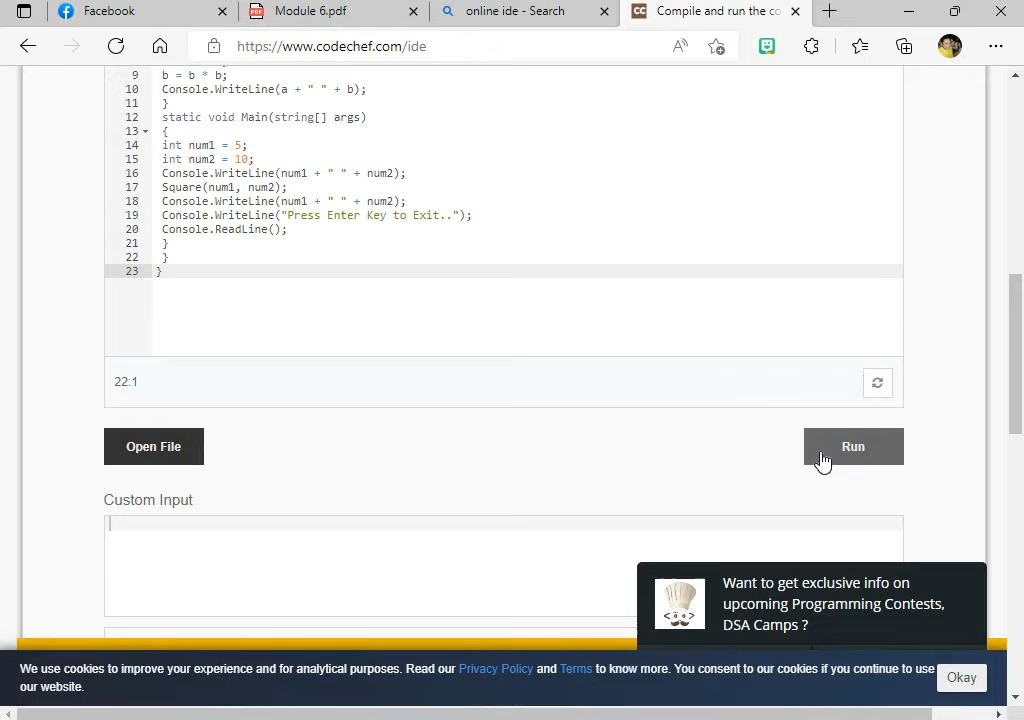 Facebook
Module 6.pdf
online ide - Search
Compile and run the co
https://www.codechef.com/ide
9 b = b * b;
10 Console.WriteLine(a + " " + b);
11 }
12 static void Main(string[] args)
13 {
14 int num1 = 5;
15 int num2 = 10;
16 Console.WriteLine(num1 + " " + num2);
17 Square(num1, num2);
18 Console.WriteLine(num1 + " " + num2);
19 Console.WriteLine("Press Enter Key to Exit..");
20 Console.ReadLine();
21 }
22 }
23 }
22:1
Open File
Run
Custom Input
Want to get exclusive info on
upcoming Programming Contests,
DSA Camps ?
We use cookies to improve your experience and for analytical purposes. Read our Privacy Policy and Terms to know more. You consent to our cookies if you continue to use
our website.
Okay